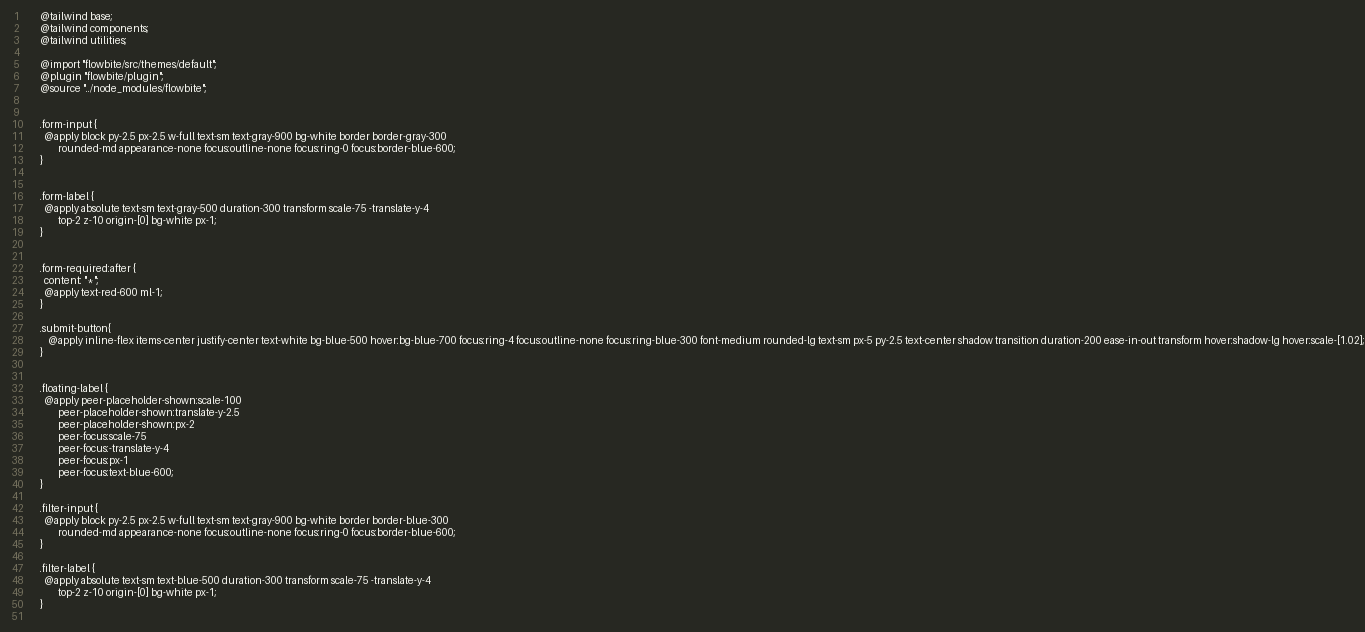 1 @tailwind base;
2 @tailwind components;
3 @tailwind utilities;
4
5 @import "flowbite/src/themes/default";
6 @plugin "flowbite/plugin";
7 @source "../node_modules/flowbite";
8
9
10 .form-input {
11   @apply block py-2.5 px-2.5 w-full text-sm text-gray-900 bg-white border border-gray-300
12        rounded-md appearance-none focus:outline-none focus:ring-0 focus:border-blue-600;
13 }
14
15
16 .form-label {
17   @apply absolute text-sm text-gray-500 duration-300 transform scale-75 -translate-y-4
18        top-2 z-10 origin-[0] bg-white px-1;
19 }
20
21
22 .form-required:after {
23   content: "*";
24   @apply text-red-600 ml-1;
25 }
26
27 .submit-button{
28     @apply inline-flex items-center justify-center text-white bg-blue-500 hover:bg-blue-700 focus:ring-4 focus:outline-none focus:ring-blue-300 font-medium rounded-lg text-sm px-5 py-2.5 text-center shadow transition duration-200 ease-in-out transform hover:shadow-lg hover:scale-[1.02];
29 }
30
31
32 .floating-label {
33   @apply peer-placeholder-shown:scale-100
34        peer-placeholder-shown:translate-y-2.5
35        peer-placeholder-shown:px-2
36        peer-focus:scale-75
37        peer-focus:-translate-y-4
38        peer-focus:px-1
39        peer-focus:text-blue-600;
40 }
41
42 .filter-input {
43   @apply block py-2.5 px-2.5 w-full text-sm text-gray-900 bg-white border border-blue-300
44        rounded-md appearance-none focus:outline-none focus:ring-0 focus:border-blue-600;
45 }
46
47 .filter-label {
48   @apply absolute text-sm text-blue-500 duration-300 transform scale-75 -translate-y-4
49        top-2 z-10 origin-[0] bg-white px-1;
50 }
51